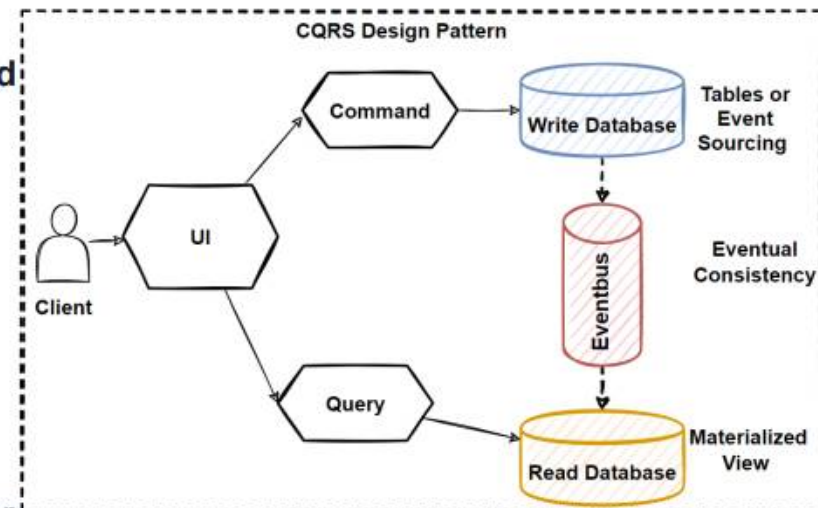 CQRS Design Pattern
d
Command
Write Database
Tables or
Event
Sourcing
UI
Client
Eventbus
Eventual
Consistency
Query
Read Database
Materialized
View